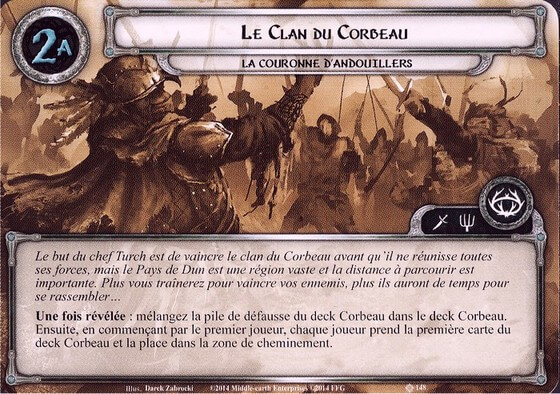 2A
LE CLAN DU CORBEAU
LA COURONNE D'ANDOUILLERS
Le but du chef Turch est de vaincre le clan du Corbeau avant qu'il ne réunisse toutes
ses forces, mais le Pays de Dun est une région vaste et la distance à parcourir est
importante. Plus vous traînerez pour vaincre vos ennemis, plus ils auront de temps pour
se rassembler…
Une fois révélée : mélangez la pile de défausse du deck Corbeau dans le deck Corbeau.
Ensuite, en commençant par le premier joueur, chaque joueur prend la première carte du
deck Corbeau et la place dans la zone de cheminement.
Illus. Darek Zabrocki ©2014 Middle-earth Enterprises ©2014 FFG 148